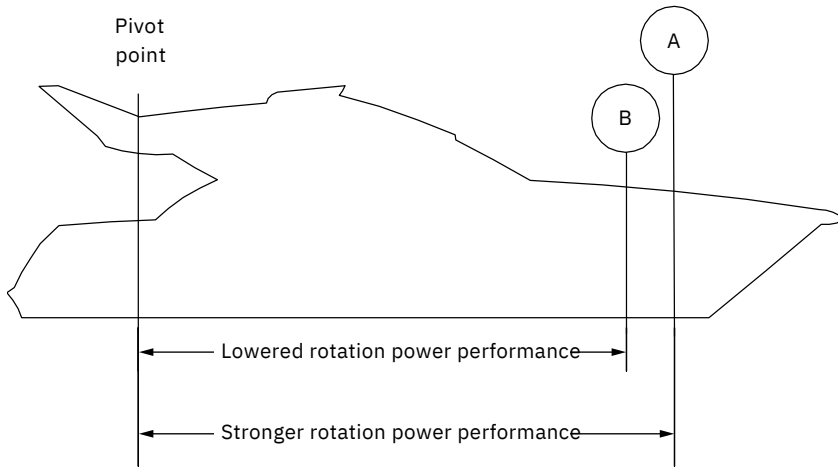 Pivot
point
A
B
Lowered rotation power performance
Stronger rotation power performance